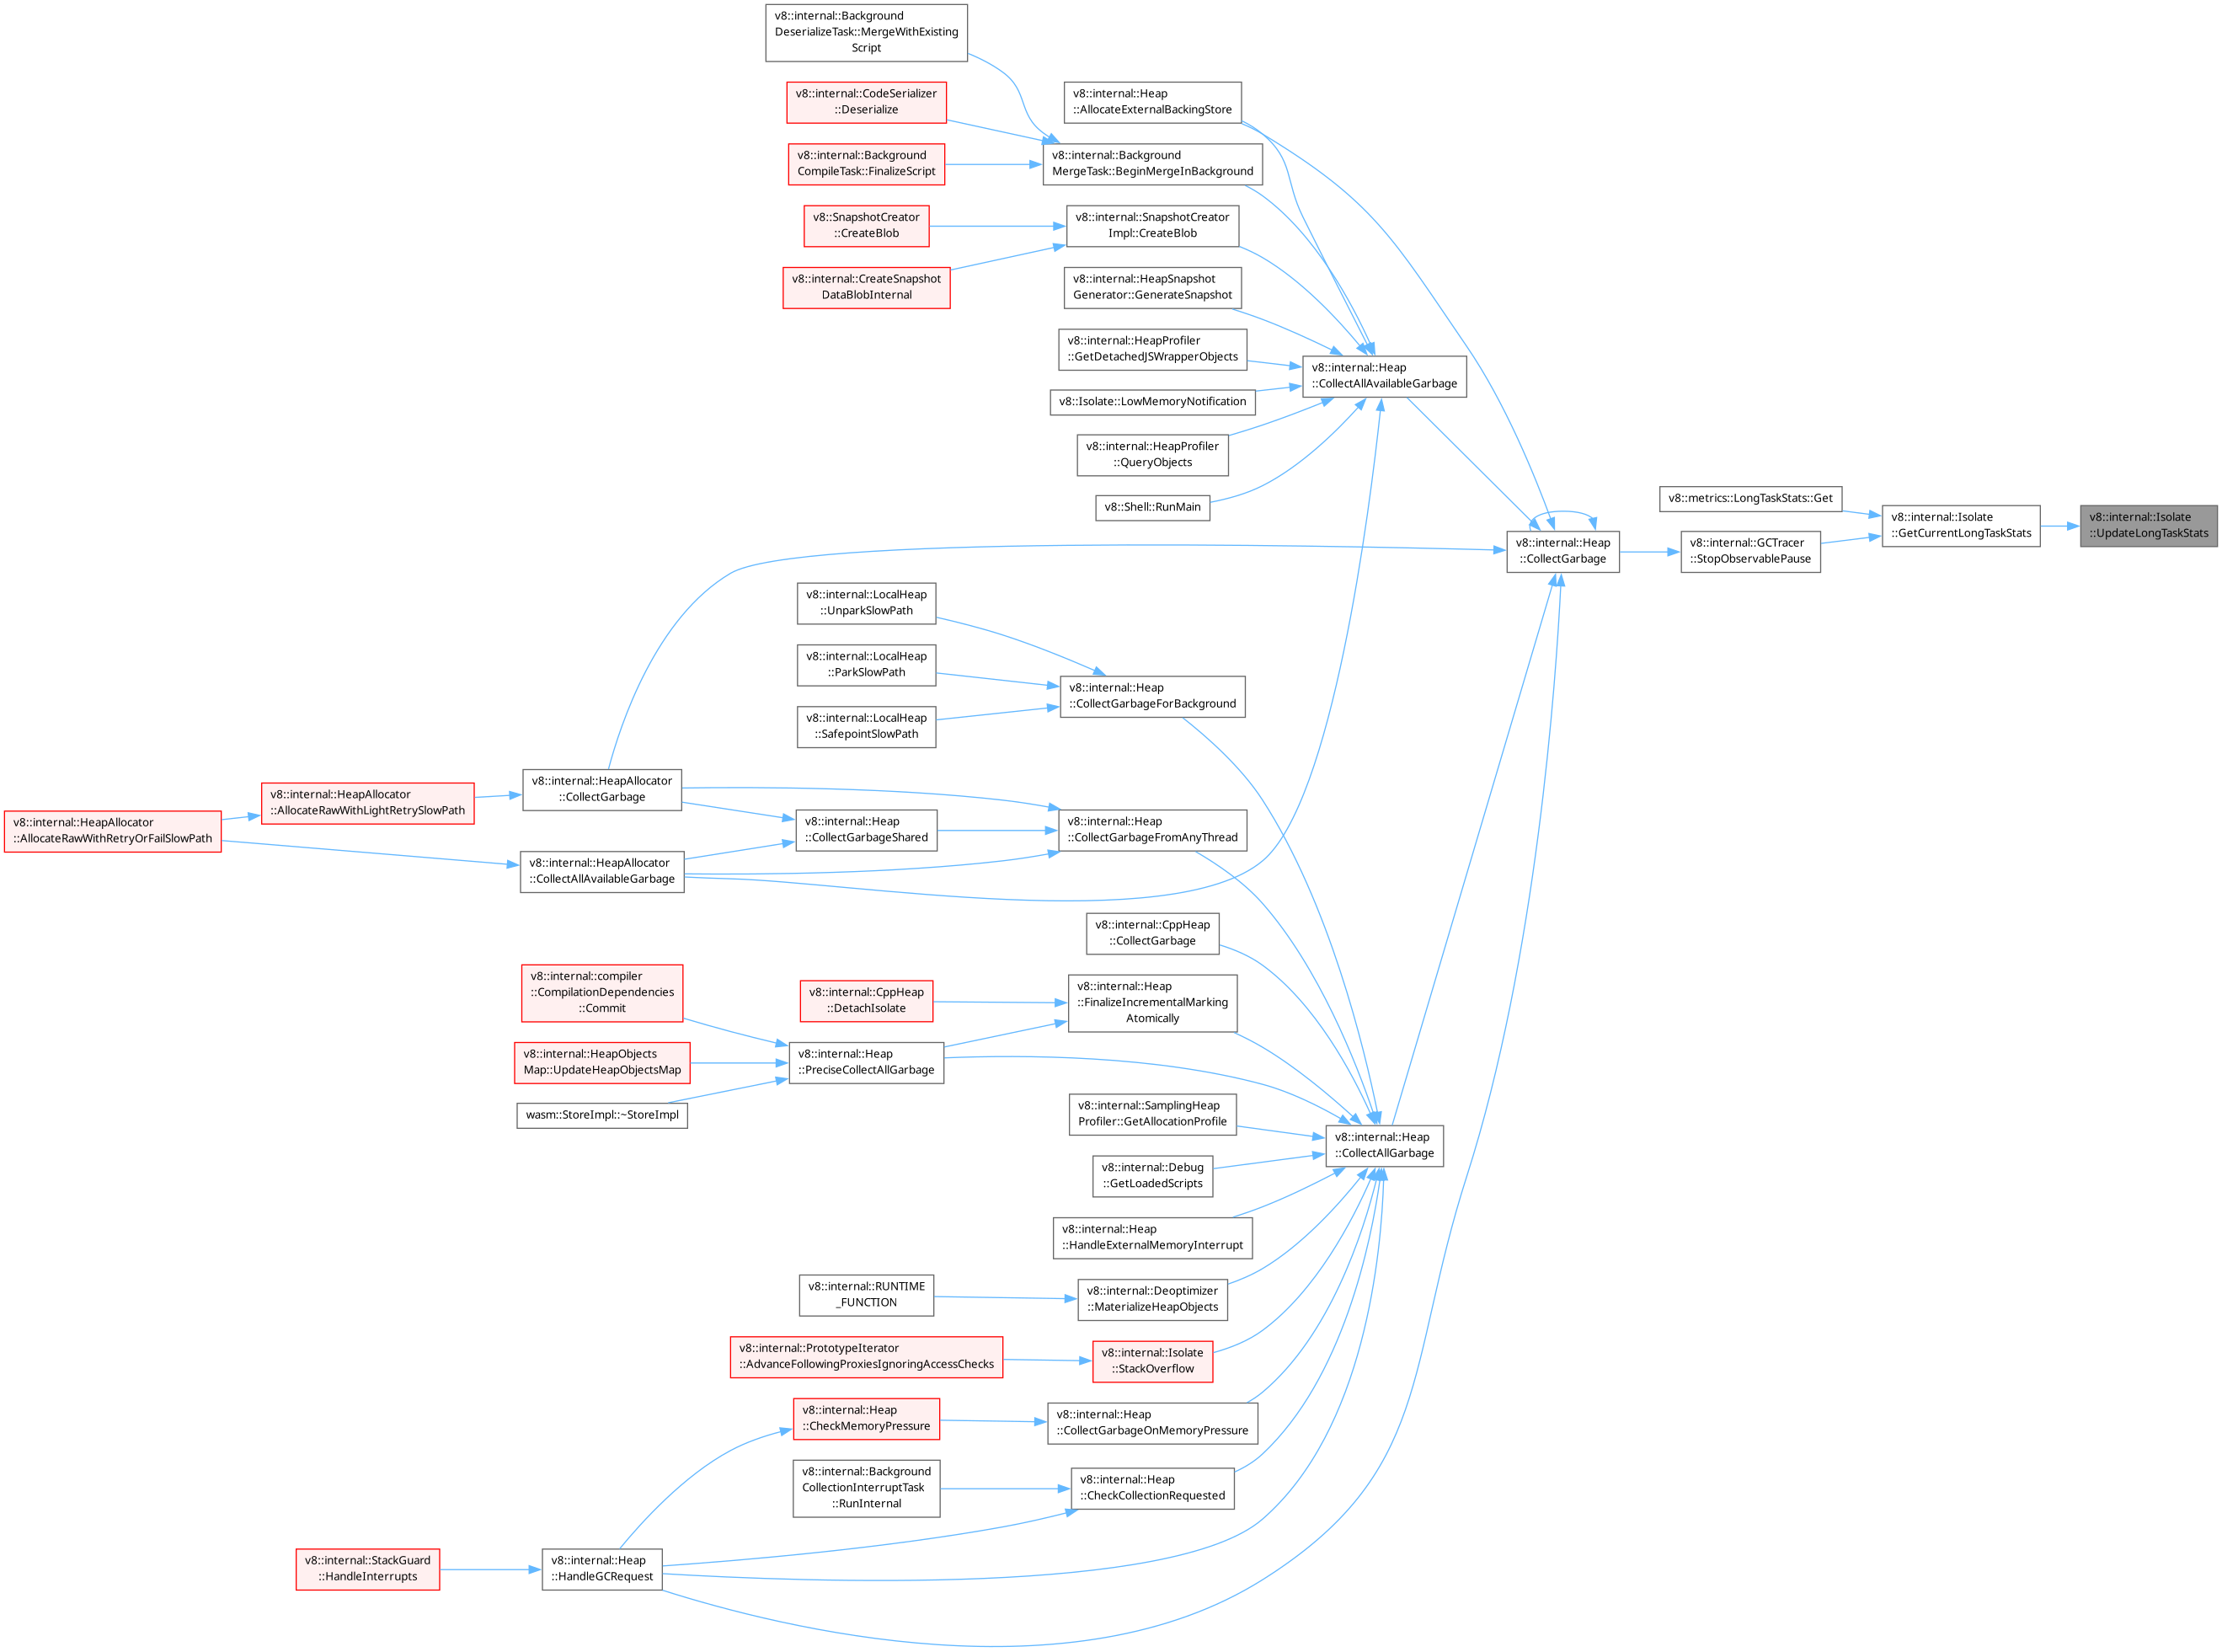 v8::internal::Background
DeserializeTask::MergeWithExisting
Script
v8::internal::CodeSerializer
::Deserialize
v8::internal::Background
CompileTask::FinalizeScript
v8::SnapshotCreator
::CreateBlob
v8::internal::CreateSnapshot
DataBlobInternal
v8::internal::Heap
::AllocateExternalBackingStore
v8::internal::Background
MergeTask::BeginMergeInBackground
v8::internal::SnapshotCreator
Impl::CreateBlob
v8::internal::HeapSnapshot
Generator::GenerateSnapshot
v8::internal::HeapProfiler
::GetDetachedJSWrapperObjects
v8::Isolate::LowMemoryNotification
v8::internal::HeapProfiler
::QueryObjects
v8::Shell::RunMain
v8::internal::Heap
::CollectAllAvailableGarbage
v8::internal::Heap
::CollectGarbage
v8::metrics::LongTaskStats::Get
v8::internal::GCTracer
::StopObservablePause
v8::internal::Isolate
::GetCurrentLongTaskStats
v8::internal::Isolate
::UpdateLongTaskStats
v8::internal::LocalHeap
::UnparkSlowPath
v8::internal::LocalHeap
::ParkSlowPath
v8::internal::LocalHeap
::SafepointSlowPath
v8::internal::Heap
::CollectGarbageForBackground
v8::internal::HeapAllocator
::AllocateRawWithRetryOrFailSlowPath
v8::internal::HeapAllocator
::AllocateRawWithLightRetrySlowPath
v8::internal::HeapAllocator
::CollectGarbage
v8::internal::HeapAllocator
::CollectAllAvailableGarbage
v8::internal::Heap
::CollectGarbageShared
v8::internal::Heap
::CollectGarbageFromAnyThread
v8::internal::CppHeap
::CollectGarbage
v8::internal::compiler
::CompilationDependencies
::Commit
v8::internal::HeapObjects
Map::UpdateHeapObjectsMap
wasm::StoreImpl::~StoreImpl
v8::internal::CppHeap
::DetachIsolate
v8::internal::Heap
::PreciseCollectAllGarbage
v8::internal::Heap
::FinalizeIncrementalMarking
Atomically
v8::internal::SamplingHeap
Profiler::GetAllocationProfile
v8::internal::Debug
::GetLoadedScripts
v8::internal::Heap
::HandleExternalMemoryInterrupt
v8::internal::Heap
::CollectAllGarbage
v8::internal::RUNTIME
_FUNCTION
v8::internal::Deoptimizer
::MaterializeHeapObjects
v8::internal::PrototypeIterator
::AdvanceFollowingProxiesIgnoringAccessChecks
v8::internal::Isolate
::StackOverflow
v8::internal::Heap
::CheckMemoryPressure
v8::internal::Heap
::CollectGarbageOnMemoryPressure
v8::internal::Background
CollectionInterruptTask
::RunInternal
v8::internal::Heap
::CheckCollectionRequested
v8::internal::StackGuard
::HandleInterrupts
v8::internal::Heap
::HandleGCRequest